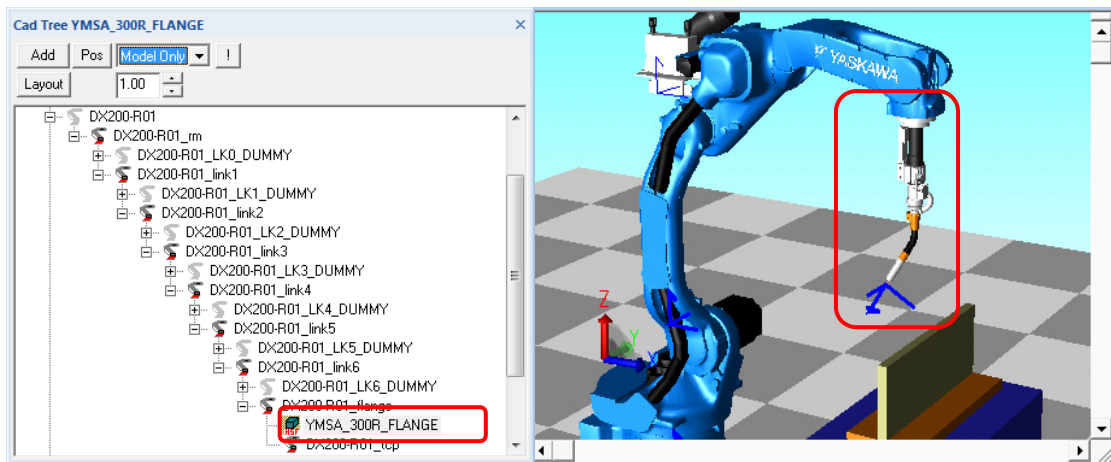 Cad Tree YMSA_300R_FLANGE
Add Pos Model Only !
Layout 1.00
DX200-R01
DX200-R01_rm
DX200-R01_LK0_DUMMY
DX200-R01_link1
DX200-R01_LK1_DUMMY
DX200-R01_link2
DX200-R01_LK2_DUMMY
DX200-R01_link3
DX200-R01_LK3_DUMMY
DX200-R01_link4
DX200-R01_LK4_DUMMY
DX200-R01_link5
DX200-R01_LK5_DUMMY
DX200-R01_link6
DX200-R01_LK6_DUMMY
DX200-R01_flange
YMSA_300R_FLANGE
DX200-R01_tcp
YASKAWA
Z
Y
X